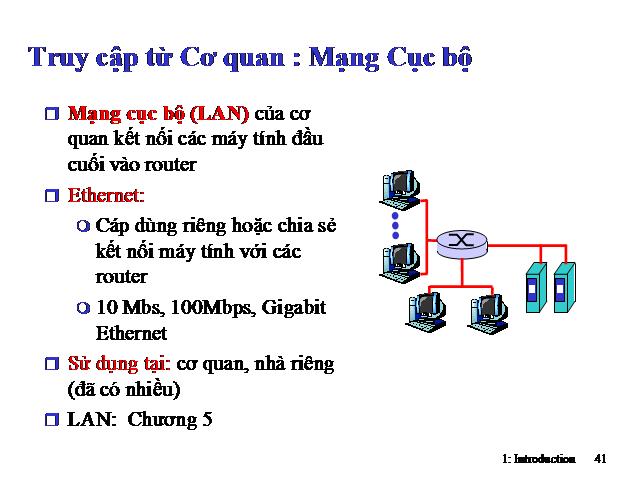 Truy cập từ Cơ quan : Mạng Cục bộ
Mạng cục bộ (LAN) của cơ
quan kết nối các máy tính đầu
cuối vào router
Ethernet:
Cáp dùng riêng hoặc chia sẻ
kết nối máy tính với các
router
10 Mbs, 100Mbps, Gigabit
Ethernet
Sử dụng tại: cơ quan, nhà riêng
(đã có nhiều)
LAN: Chương 5
1: Introduction 41